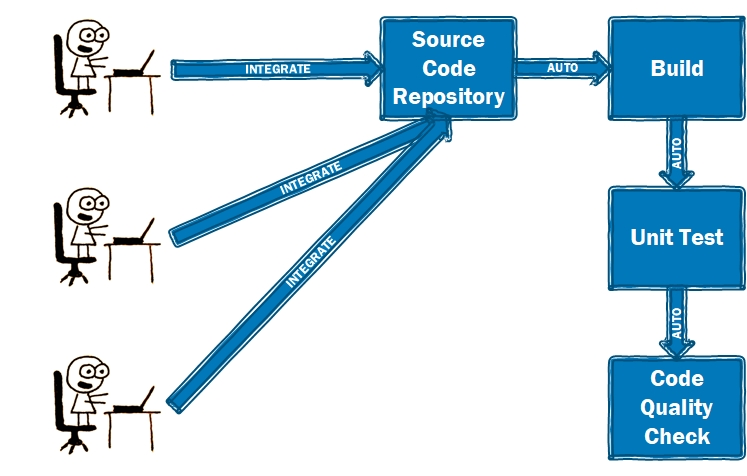 INTEGRATE
Source
Code
Repository
AUTO
Build
AUTO
INTEGRATE
Unit Test
INTEGRATE
AUTO
Code
Quality
Check